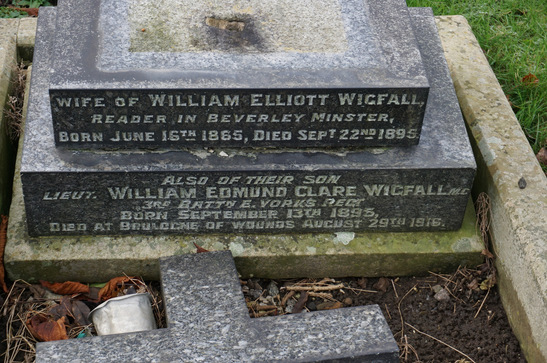 WIFE OF WILLIAM ELLIOTT WIGFALL,
READER IN BEVERLEY MINSTER,
BORN JUNE 16TH 1865, DIED SEPT 22ND 1895.
ALSO OF THEIR SON
LIEUT. WILLIAM EDMUND CLARE WIGFALL, MC
3RD BATTN E. YORKS REGT
BORN SEPTEMBER 13TH 1895,
DIED AT BOULOGNE OF WOUNDS AUGUST 29TH 1916.